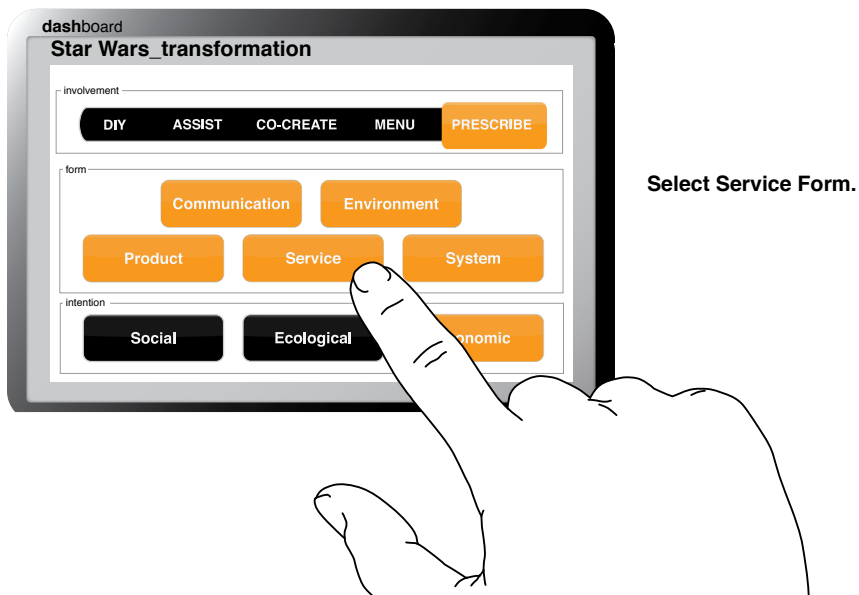 dashboard
Star Wars_transformation
involvement
DIY ASSIST CO-CREATE MENU PRESCRIBE
form
Select Service Form.
Communication Environment
Product Service System
intention
Social Ecological onomic